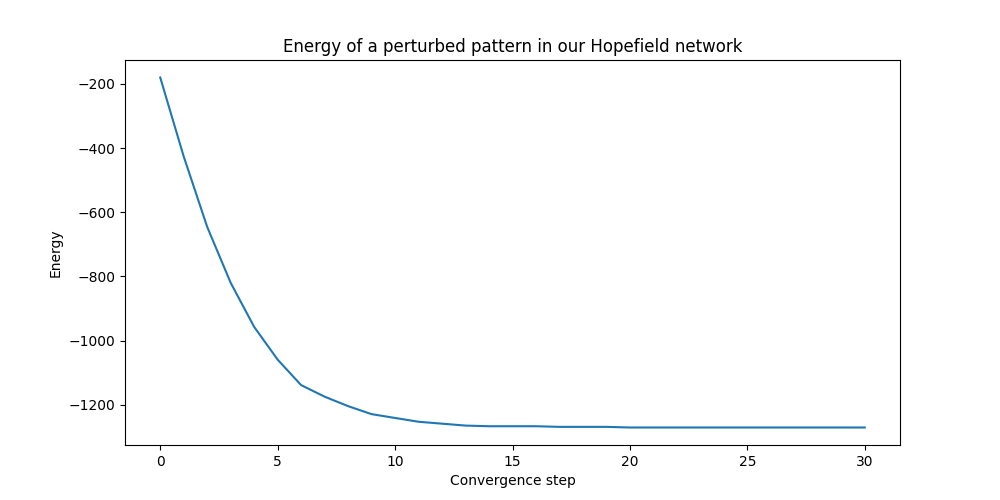 Energy of a perturbed pattern in our Hopefield network
−200
−400
−600
−800
−1000
−1200
Energy
0 5 10 15 20 25 30
Convergence step